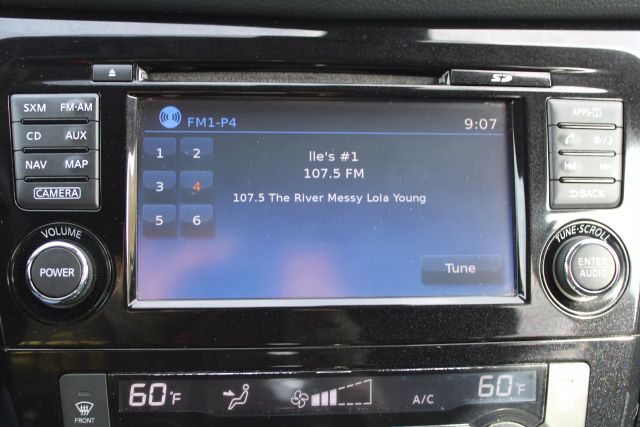 SXM FM·AM
CD AUX
NAV MAP
CAMERA
VOLUME
POWER
FM1-P4 9:07
1 2
3 4
5 6
lle's #1
107.5 FM
107.5 The River Messy Lola Young
Tune
SD
APPS·i
BACK
TUNE·SCROLL
ENTER
AUDIO
FRONT
60°F
A/C
60°F